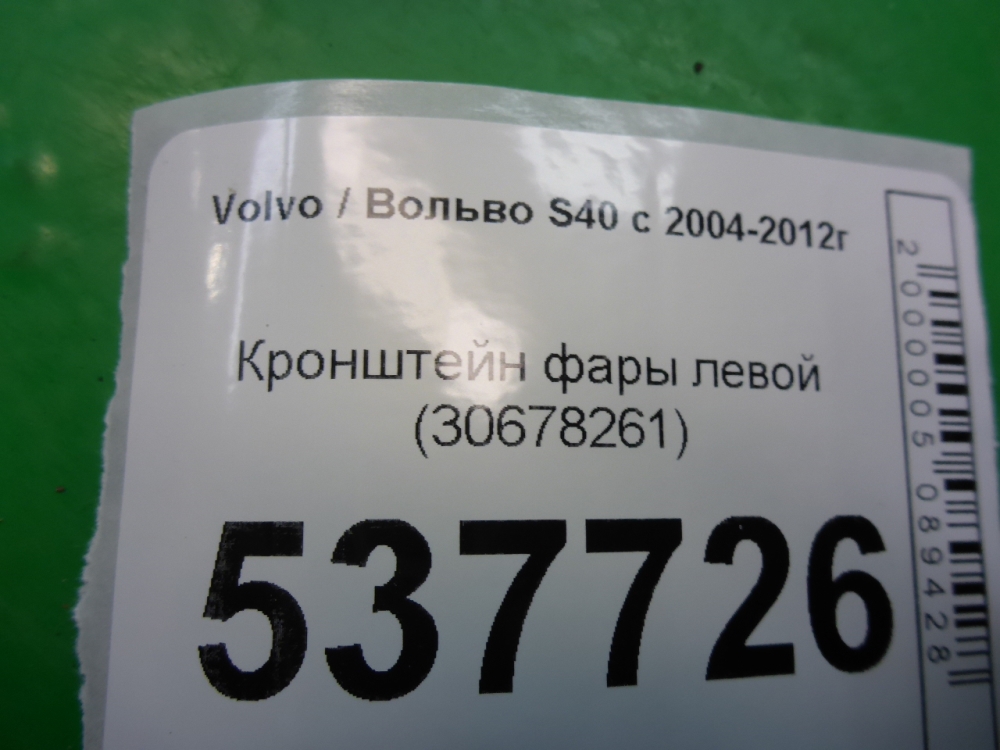 Volvo / Вольво S40 с 2004-2012г
Кронштейн фары левой
(30678261)
537726
2000005089428